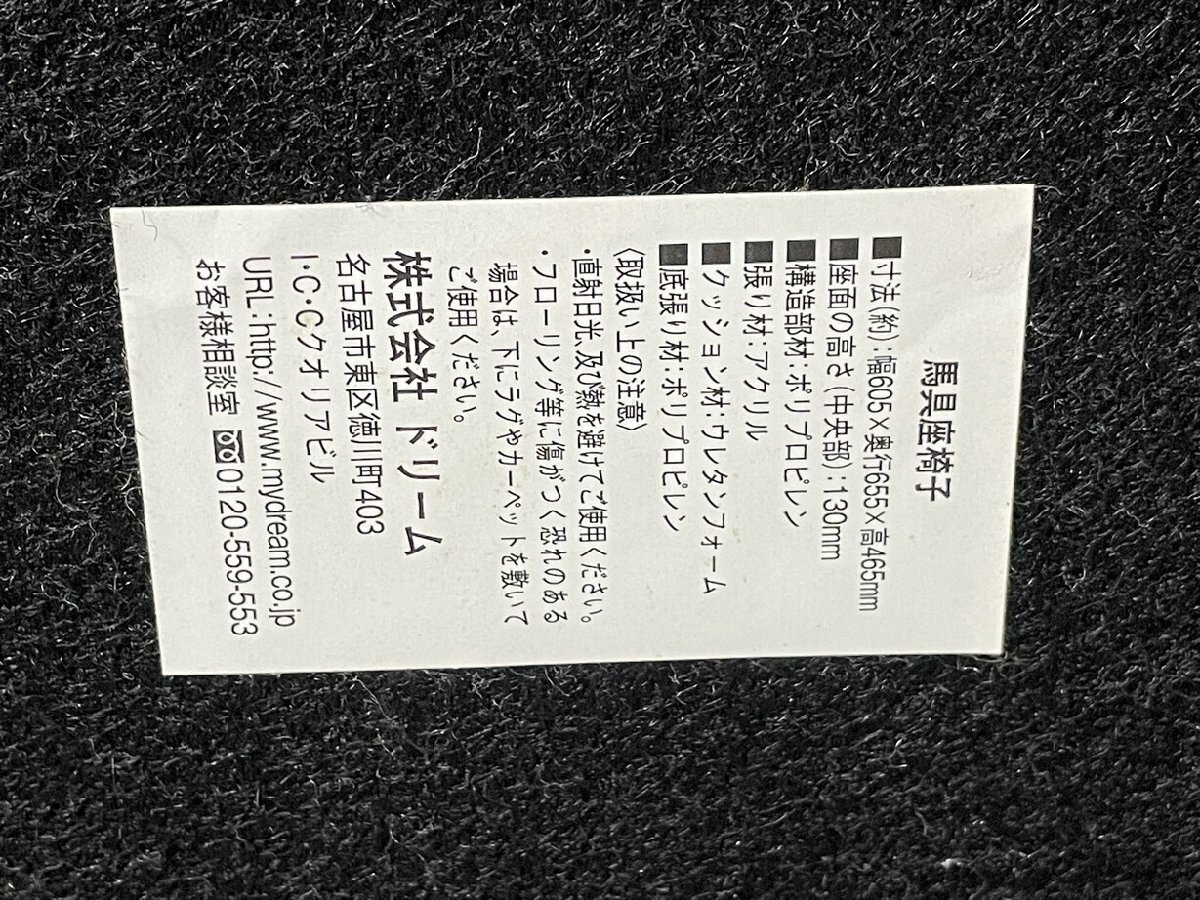 馬具座椅子
■寸法(約):幅605×奥行655×高465mm
■座面の高さ(中央部):130mm
■構造部材:ポリプロピレン
■張り材:アクリル
■クッション材:ウレタンフォーム
■底張り材:ポリプロピレン
〈取扱い上の注意〉
・直射日光、及び熱を避けてご使用ください。
・フローリング等に傷がつく恐れのある
場合は、下にラグやカーペットを敷いて
ご使用ください。
株式会社 ドリーム
名古屋市東区徳川町403
I・C・Cクオリアビル
URL:http://www.mydream.co.jp
お客様相談室 0120-559-553